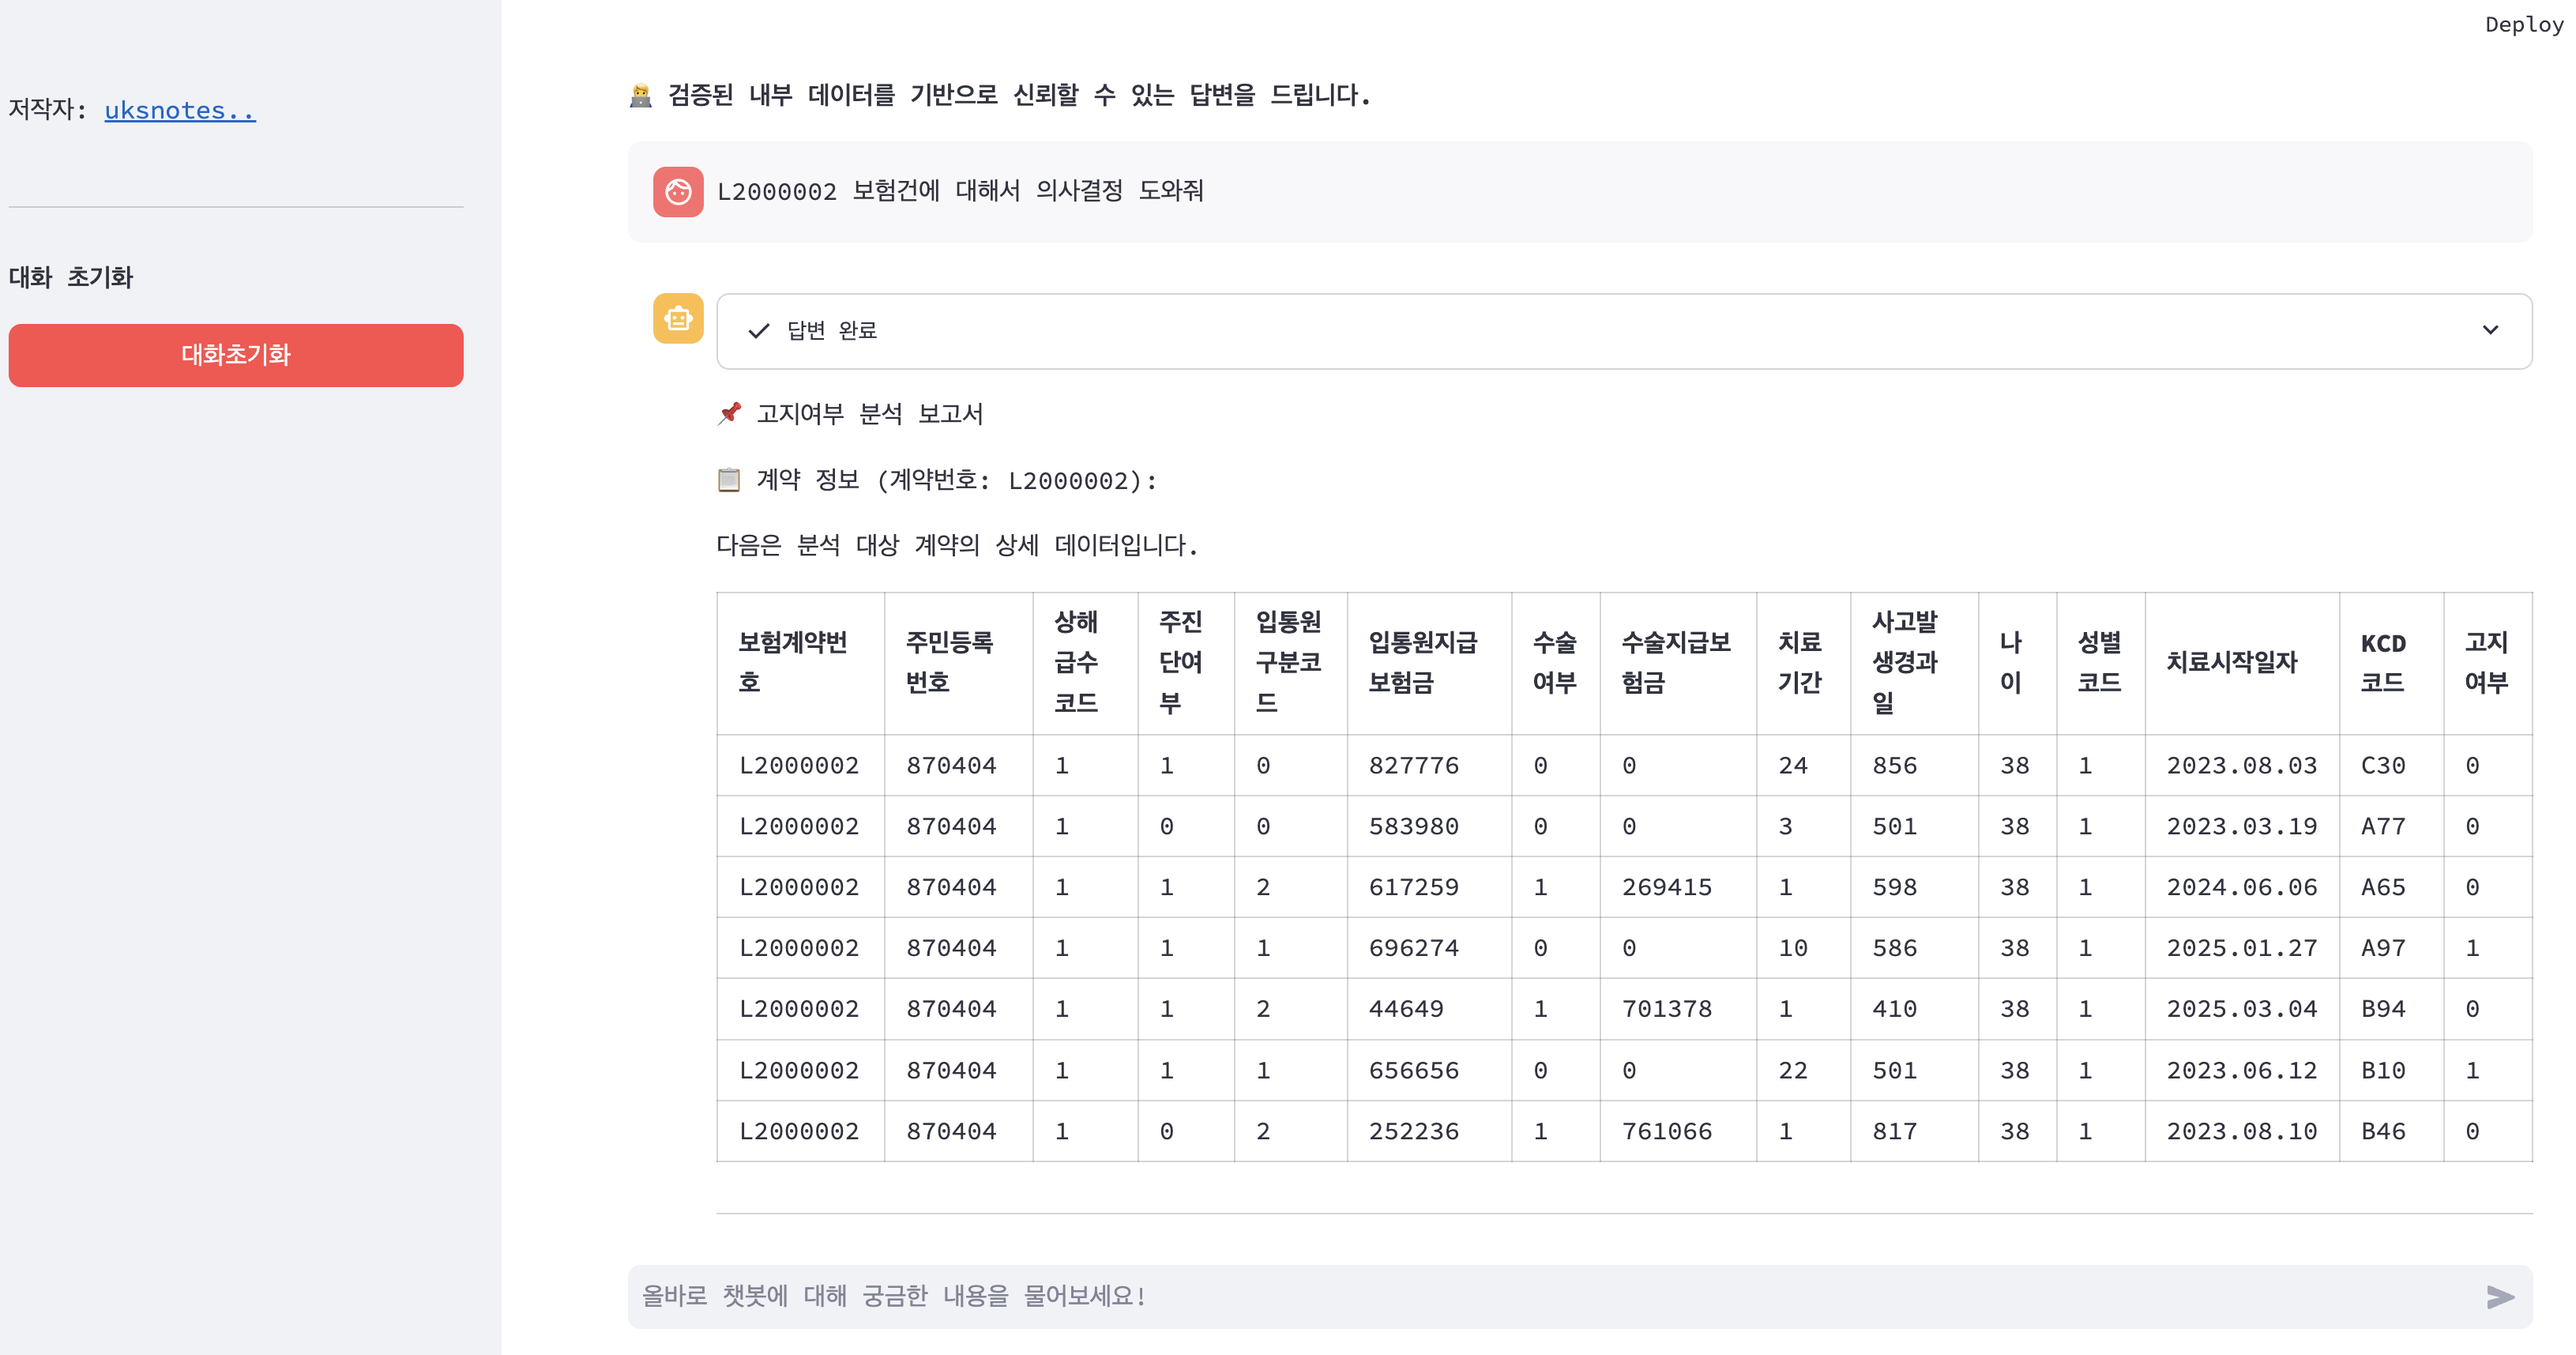 Deploy
저작자: uksnotes..
대화 초기화
대화초기화
검증된 내부 데이터를 기반으로 신뢰할 수 있는 답변을 드립니다.
L2000002 보험건에 대해서 의사결정 도와줘
답변 완료
고지여부 분석 보고서
계약 정보 (계약번호: L2000002):
다음은 분석 대상 계약의 상세 데이터입니다.
보험계약번호 주민등록번호 상해급수코드 주진단여부 입통원구분코드 입통원지급보험금 수술여부 수술지급보험금 치료기간 사고발생경과일 나이 성별코드 치료시작일자 KCD코드 고지여부
L2000002 870404 1 1 0 827776 0 0 24 856 38 1 2023.08.03 C30 0
L2000002 870404 1 0 0 583980 0 0 3 501 38 1 2023.03.19 A77 0
L2000002 870404 1 1 2 617259 1 269415 1 598 38 1 2024.06.06 A65 0
L2000002 870404 1 1 1 696274 0 0 10 586 38 1 2025.01.27 A97 1
L2000002 870404 1 1 2 44649 1 701378 1 410 38 1 2025.03.04 B94 0
L2000002 870404 1 1 1 656656 0 0 22 501 38 1 2023.06.12 B10 1
L2000002 870404 1 0 2 252236 1 761066 1 817 38 1 2023.08.10 B46 0
올바로 챗봇에 대해 궁금한 내용을 물어보세요!